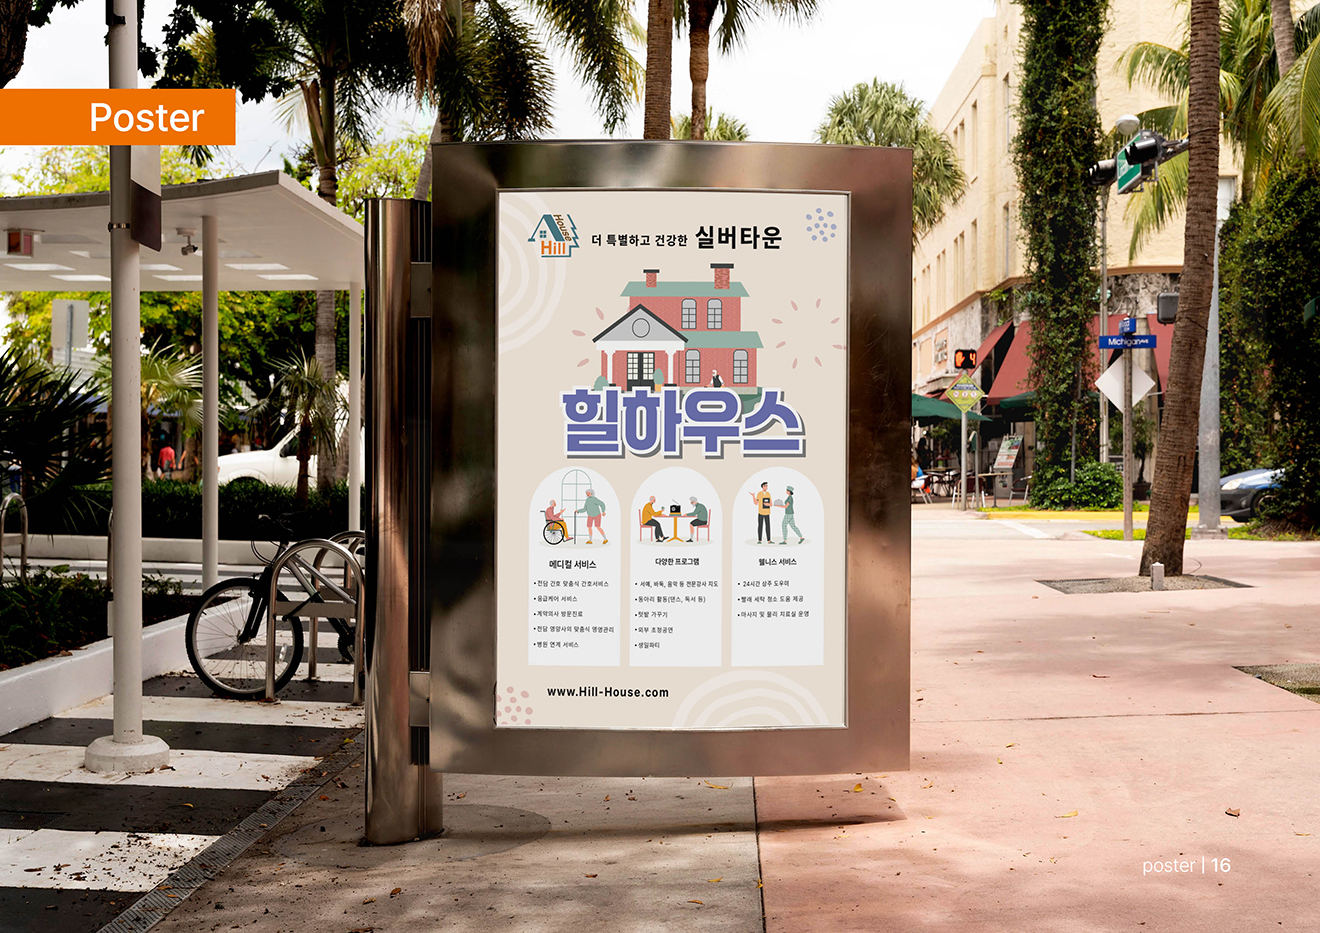 Poster
House
Hill
더 특별하고 건강한 실버타운
힐하우스
메디컬 서비스
•전담 간호 맞춤식 간호서비스
•응급케어 서비스
•계약의사 방문진료
•전담 영양사의 맞춤식 영영관리
•병원 연계 서비스
다양한 프로그램
• 서예, 바둑, 음악 등 전문강사 지도
•동아리 활동(댄스, 독서 등)
•텃밭 가꾸기
•외부 초청공연
•생일파티
웰니스 서비스
• 24시간 상주 도우미
•빨래 세탁 청소 도움 제공
•마사지 및 물리 치료실 운영
www.Hill-House.com
Michigan Ave
poster | 16